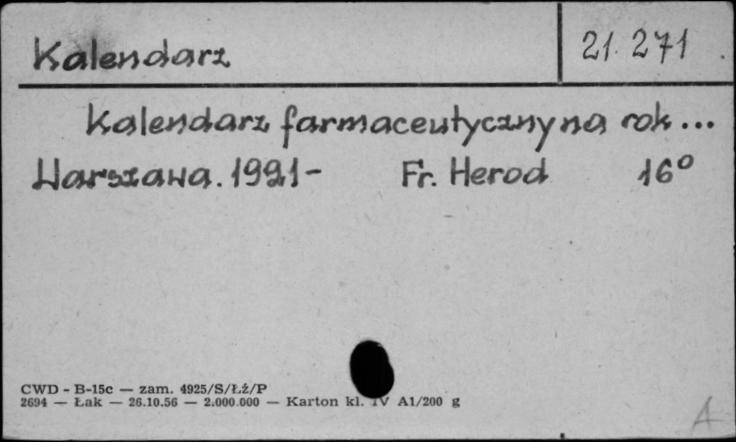 Kalendarz
21. 271
Kalendarz farmaceutyczny na rok ...
Warszawa. 1921- Fr. Herod 16º
CWD - B-15c — zam. 4925/S/Łż/P
2694 — Łak — 26.10.56 — 2.000.000 — Karton kl. IV A1/200 g
A